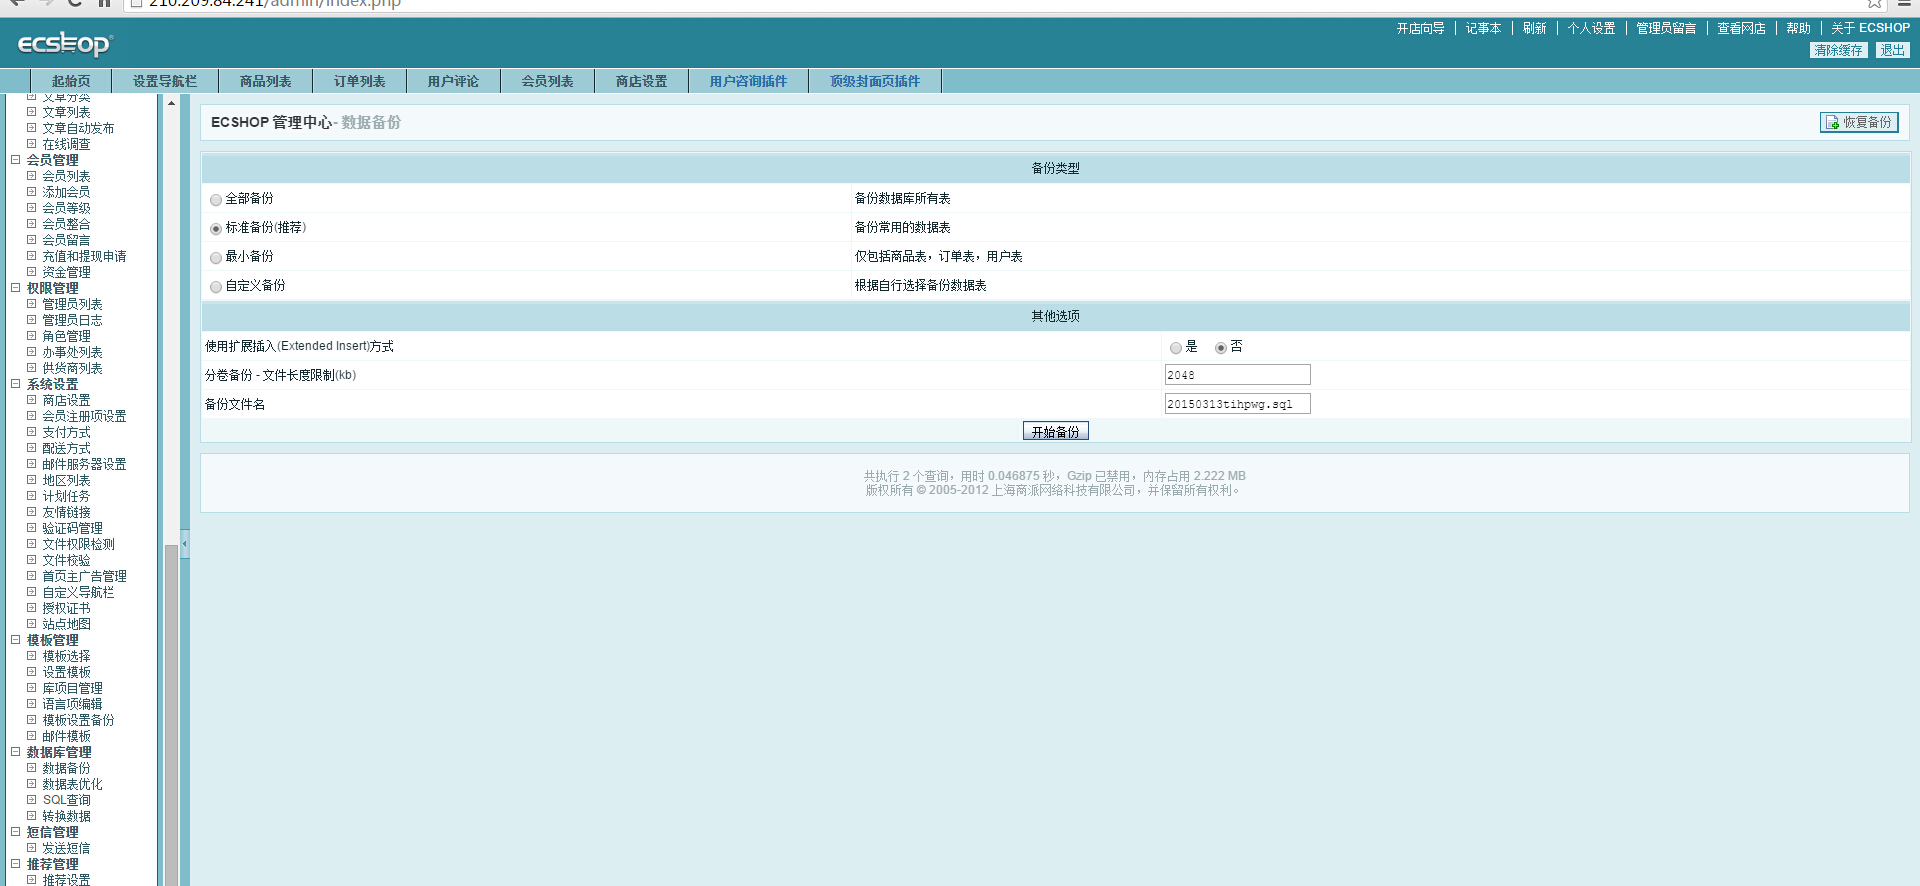 210.209.84.241/admin/index.php
ECSHOP
开店向导 记事本 刷新 个人设置 管理员留言 查看网店 帮助 关于 ECSHOP
清除缓存 退出
起始页 设置导航栏 商品列表 订单列表 用户评论 会员列表 商店设置 用户咨询插件 顶级封面页插件
文章分类
文章列表
文章自动发布
在线调查
会员管理
会员列表
添加会员
会员等级
会员整合
会员留言
充值和提现申请
资金管理
权限管理
管理员列表
管理员日志
角色管理
办事处列表
供货商列表
系统设置
商店设置
会员注册项设置
支付方式
配送方式
邮件服务器设置
地区列表
计划任务
友情链接
验证码管理
文件权限检测
文件校验
首页主广告管理
自定义导航栏
授权证书
站点地图
模板管理
模板选择
设置模板
库项目管理
语言项编辑
模板设置备份
邮件模板
数据库管理
数据备份
数据表优化
SQL查询
转换数据
短信管理
发送短信
推荐管理
推荐设置
ECSHOP 管理中心 - 数据备份
恢复备份
备份类型
全部备份 备份数据库所有表
标准备份(推荐) 备份常用的数据表
最小备份 仅包括商品表，订单表，用户表
自定义备份 根据自行选择备份数据表
其他选项
使用扩展插入(Extended Insert)方式 是 否
分卷备份 - 文件长度限制(kb) 2048
备份文件名 20150313tihpwg.sql
开始备份
共执行 2 个查询，用时 0.046875 秒，Gzip 已禁用，内存占用 2.222 MB
版权所有 © 2005-2012 上海商派网络科技有限公司，并保留所有权利。